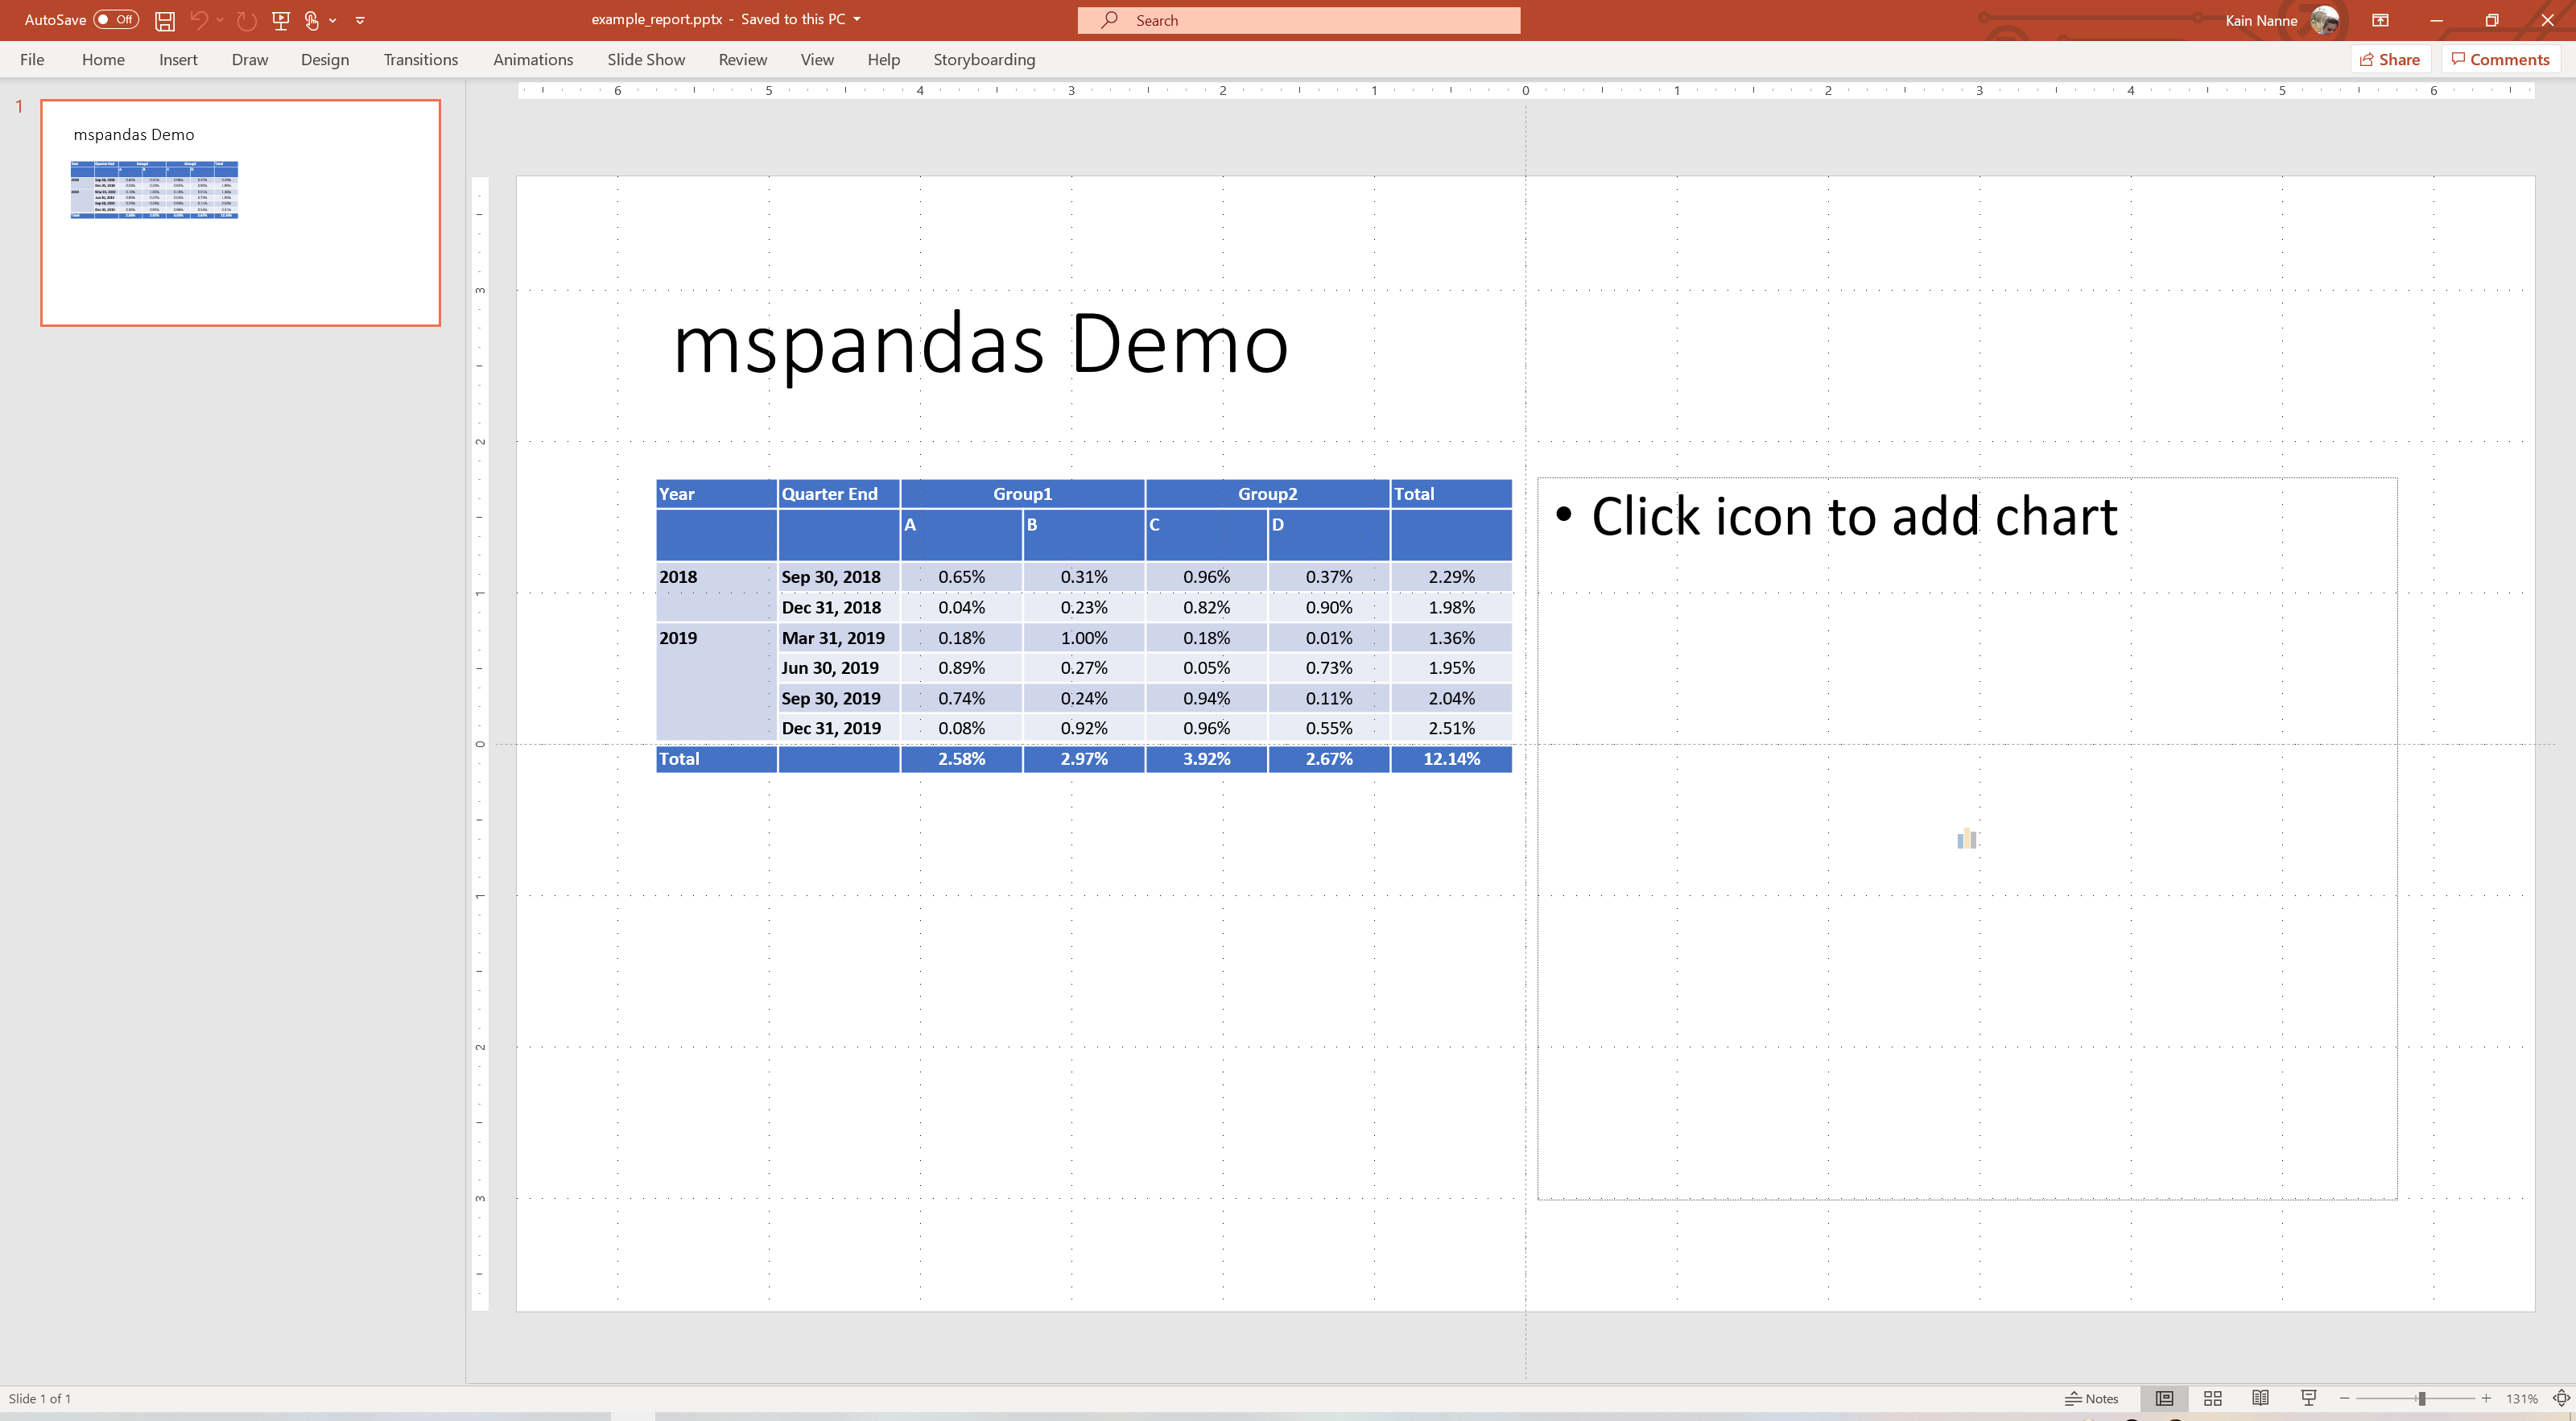 AutoSave Off example_report.pptx - Saved to this PC Search Kain Nanne
File Home Insert Draw Design Transitions Animations Slide Show Review View Help Storyboarding Share Comments
6 5 4 3 2 1 0 1 2 3 4 5 6
1
mspandas Demo
3
2
1
0
1
2
3
mspandas Demo
Year Quarter End Group1 Group2 Total
A B C D
2018 Sep 30, 2018 0.65% 0.31% 0.96% 0.37% 2.29%
Dec 31, 2018 0.04% 0.23% 0.82% 0.90% 1.98%
2019 Mar 31, 2019 0.18% 1.00% 0.18% 0.01% 1.36%
Jun 30, 2019 0.89% 0.27% 0.05% 0.73% 1.95%
Sep 30, 2019 0.74% 0.24% 0.94% 0.11% 2.04%
Dec 31, 2019 0.08% 0.92% 0.96% 0.55% 2.51%
Total 2.58% 2.97% 3.92% 2.67% 12.14%
• Click icon to add chart
Slide 1 of 1 Notes 131%